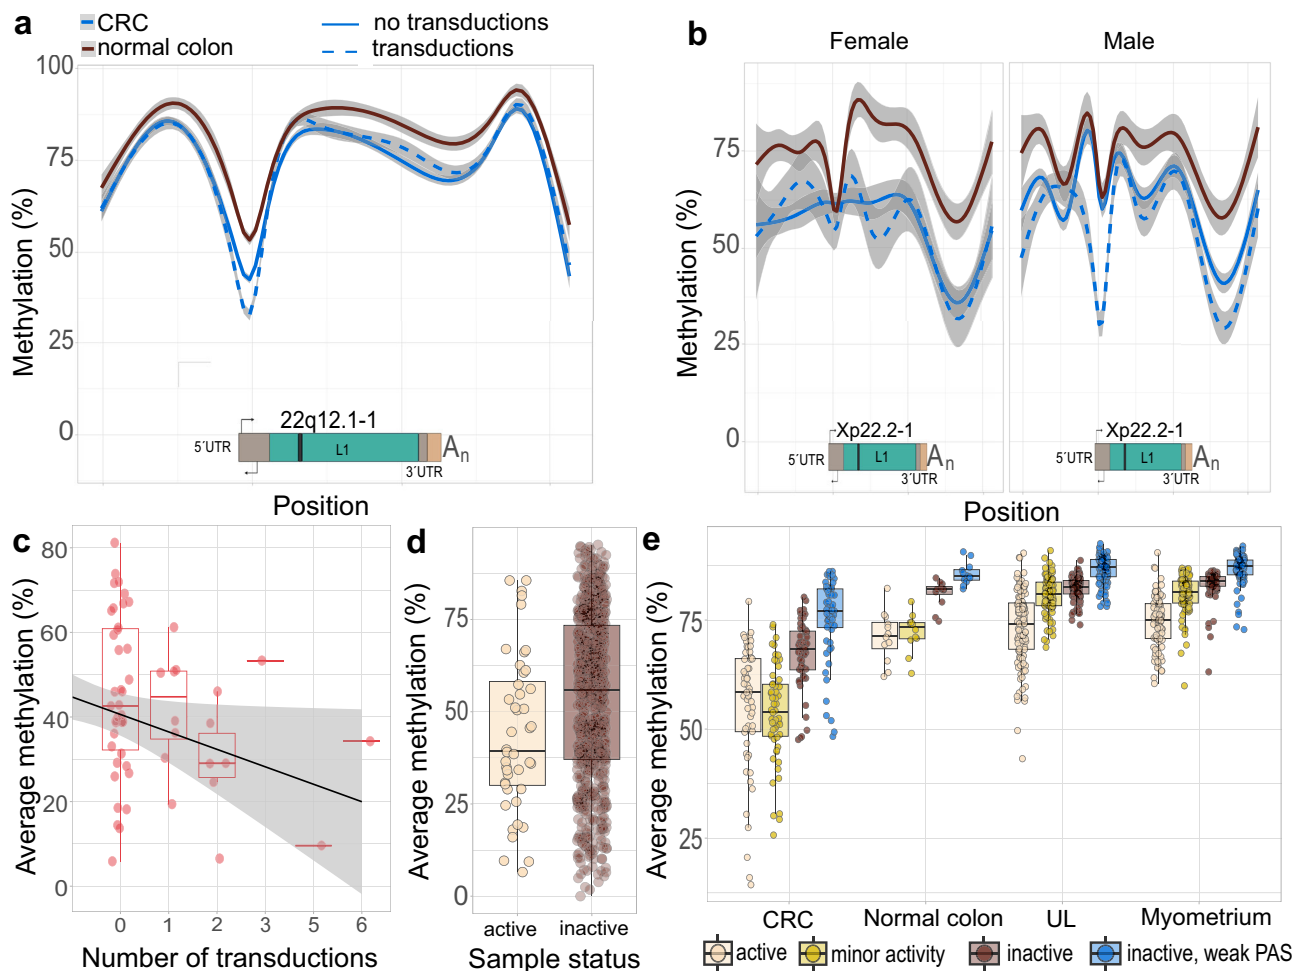 a
CRC
normal colon
no transductions
transductions
100
75
50
25
0
Methylation (%)
22q12.1-1
5´UTR
L1
3´UTR
An
Position
b
Female
Male
75
50
25
0
Methylation (%)
Xp22.2-1
5´UTR
L1
3´UTR
An
Xp22.2-1
5´UTR
L1
3´UTR
An
Position
c
80
60
40
20
0
Average methylation (%)
0 1 2 3 5 6
Number of transductions
d
75
50
25
0
Average methylation (%)
active inactive
Sample status
e
75
50
25
Average methylation (%)
CRC Normal colon UL Myometrium
active minor activity inactive inactive, weak PAS